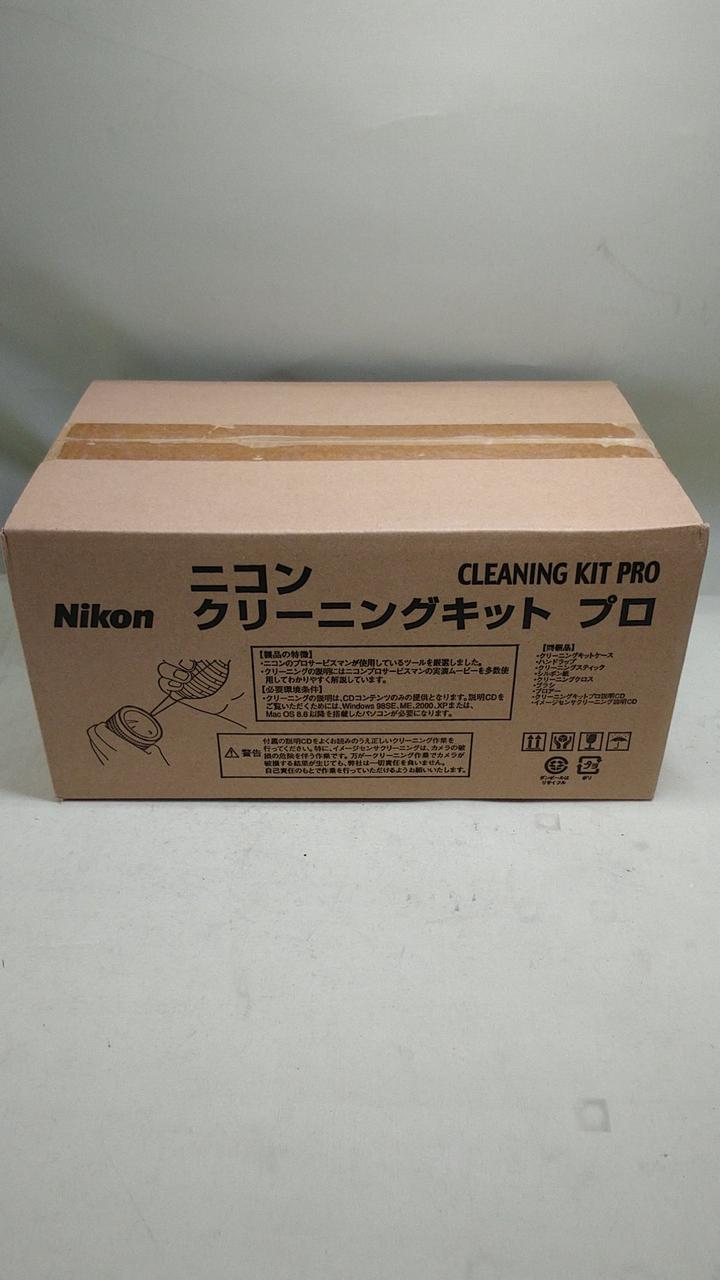 ニコン
CLEANING KIT PRO
Nikon
クリーニングキット プロ
【製品の特徴】
・ニコンのプロサービスマンが使用しているツールを厳選しました。
・クリーニングの説明にはニコンプロサービスマンの実演ムービーを多数使
用してわかりやすく解説しています。
【必要環境条件】
・クリーニングの説明は、CDコンテンツのみの提供となります。説明CDを
ご覧いただくためには、Windows 98SE、ME、2000、XPまたは、
Mac OS 8.6以降を搭載したパソコンが必要になります。
【同梱品】
・クリーニングキットケース
・ハンドラップ
・クリーニングスティック
・シルボン紙
・クリーニングクロス
・ブラシ
・ブロアー
・クリーニングキットプロ説明CD
・イメージセンサクリーニング説明CD
警告
付属の説明CDをよくお読みのうえ正しいクリーニング作業を
行ってください。特に、イメージセンサクリーニングは、カメラの破
損の危険を伴う作業です。万が一クリーニング作業でカメラが
破損する結果が生じても、弊社は一切責任を負いません。
自己責任のもとで作業を行っていただけるようお願いいたします。
ダンボールは
リサイクル
ポリ